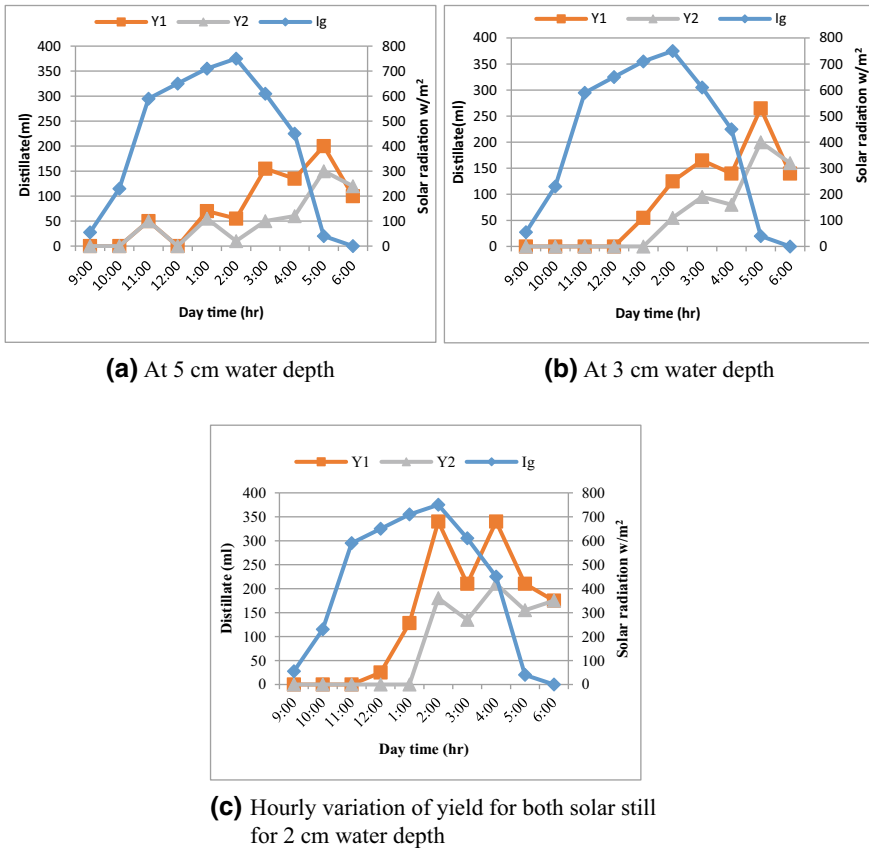 Y1 Y2 Ig
400 350 300 250 200 150 100 50 0
Distillate(ml)
800 700 600 500 400 300 200 100 0
Solar radiation w/m²
9:00 10:00 11:00 12:00 1:00 2:00 3:00 4:00 5:00 6:00
Day time (hr)
(a) At 5 cm water depth
Y1 Y2 Ig
400 350 300 250 200 150 100 50 0
Distillate(ml)
800 700 600 500 400 300 200 100 0
Solar radiation w/m²
9:00 10:00 11:00 12:00 1:00 2:00 3:00 4:00 5:00 6:00
Day time (hr)
(b) At 3 cm water depth
Y1 Y2 Ig
400 350 300 250 200 150 100 50 0
Distillate (ml)
800 700 600 500 400 300 200 100 0
Solar radiation w/m²
9:00 10:00 11:00 12:00 1:00 2:00 3:00 4:00 5:00 6:00
Day time (hr)
(c) Hourly variation of yield for both solar still
for 2 cm water depth